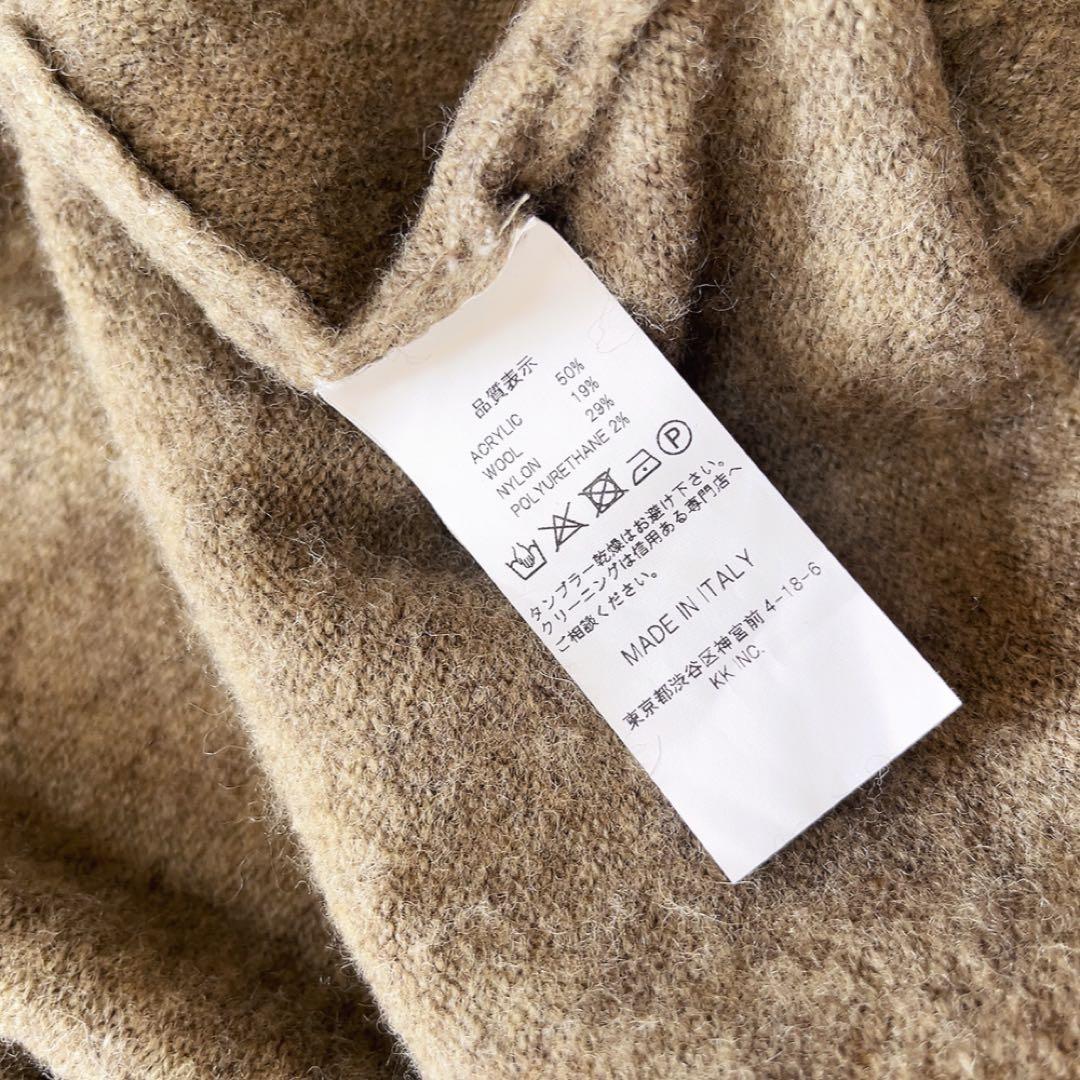 品質表示
ACRYLIC 50%
WOOL 19%
NYLON 29%
POLYURETHANE 2%
P
タンブラー乾燥はお避け下さい。
クリーニングは信用ある専門店へ
ご相談ください。
MADE IN ITALY
東京都渋谷区神宮前 4-18-6
KK INC.